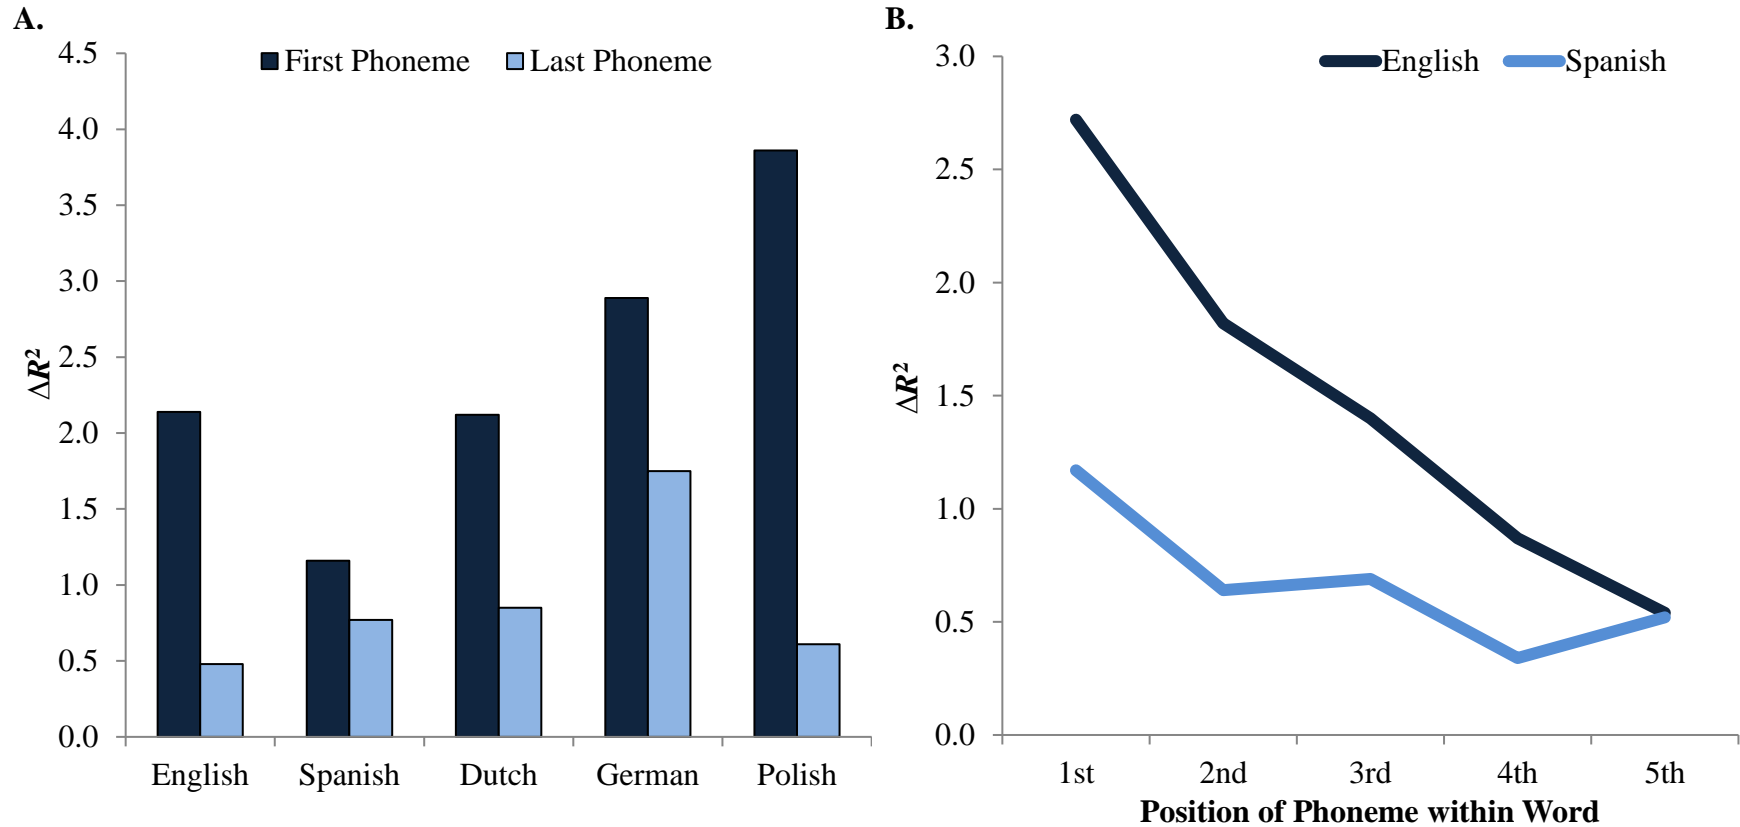 A.
First Phoneme Last Phoneme
4.5
4.0
3.5
3.0
2.5
2.0
1.5
1.0
0.5
0.0
ΔR²
English Spanish Dutch German Polish
B.
English Spanish
3.0
2.5
2.0
1.5
1.0
0.5
0.0
ΔR²
1st 2nd 3rd 4th 5th
Position of Phoneme within Word